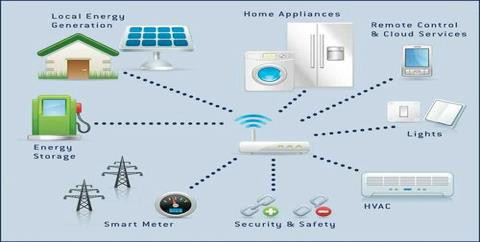 Local Energy
Generation
Home Appliances
Remote Control
& Cloud Services
Lights
Energy
Storage
HVAC
Smart Meter
Security & Safety